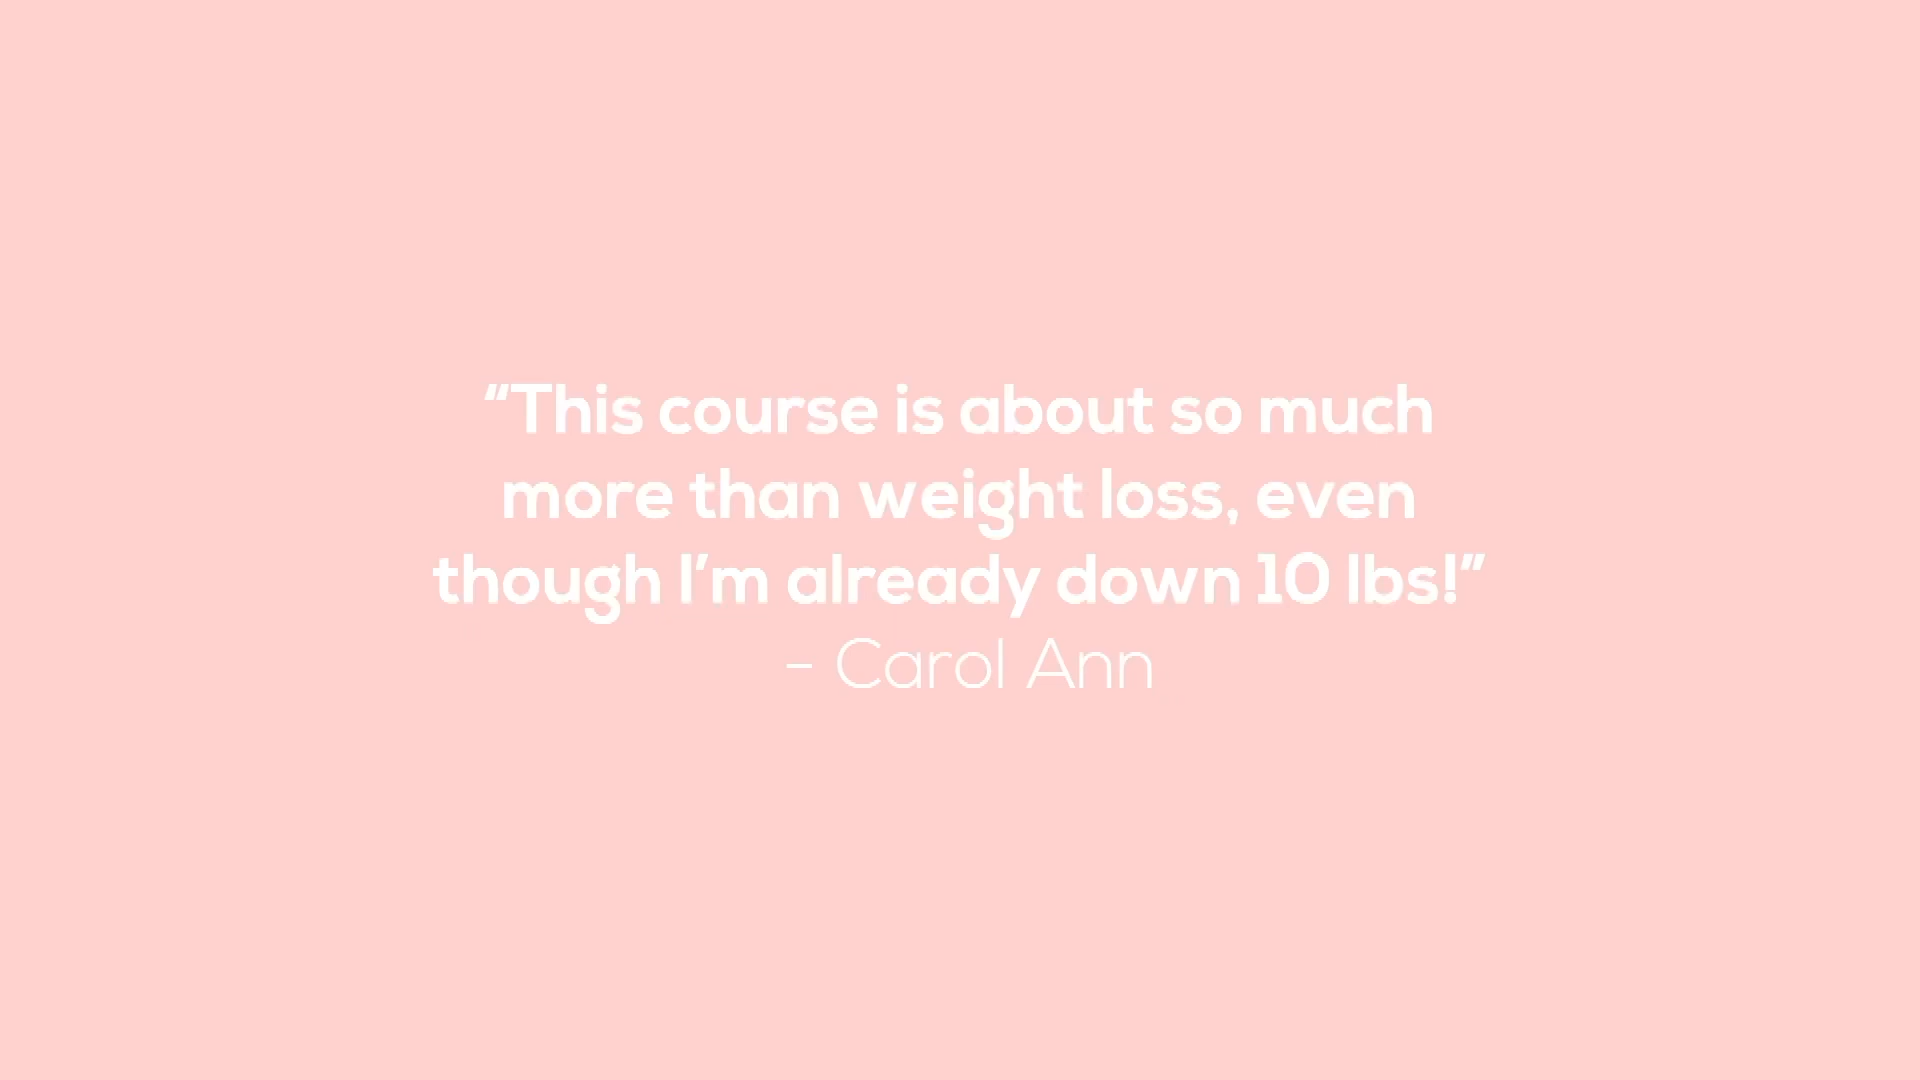 “This course is about so much
more than weight loss, even
though I’m already down 10 lbs!”
- Carol Ann